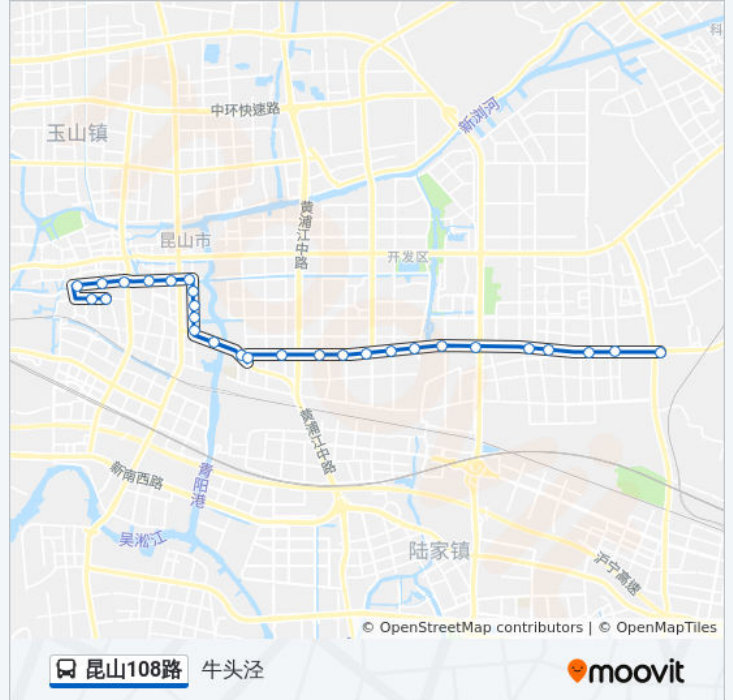 科
中环快速路
新浏河
玉山镇
黄浦江中路
昆山市
开发区
黄浦江中路
新南西路
青阳港
吴淞江
陆家镇
沪宁高速
© OpenStreetMap contributors | © OpenMapTiles
昆山108路 牛头泾
moovit